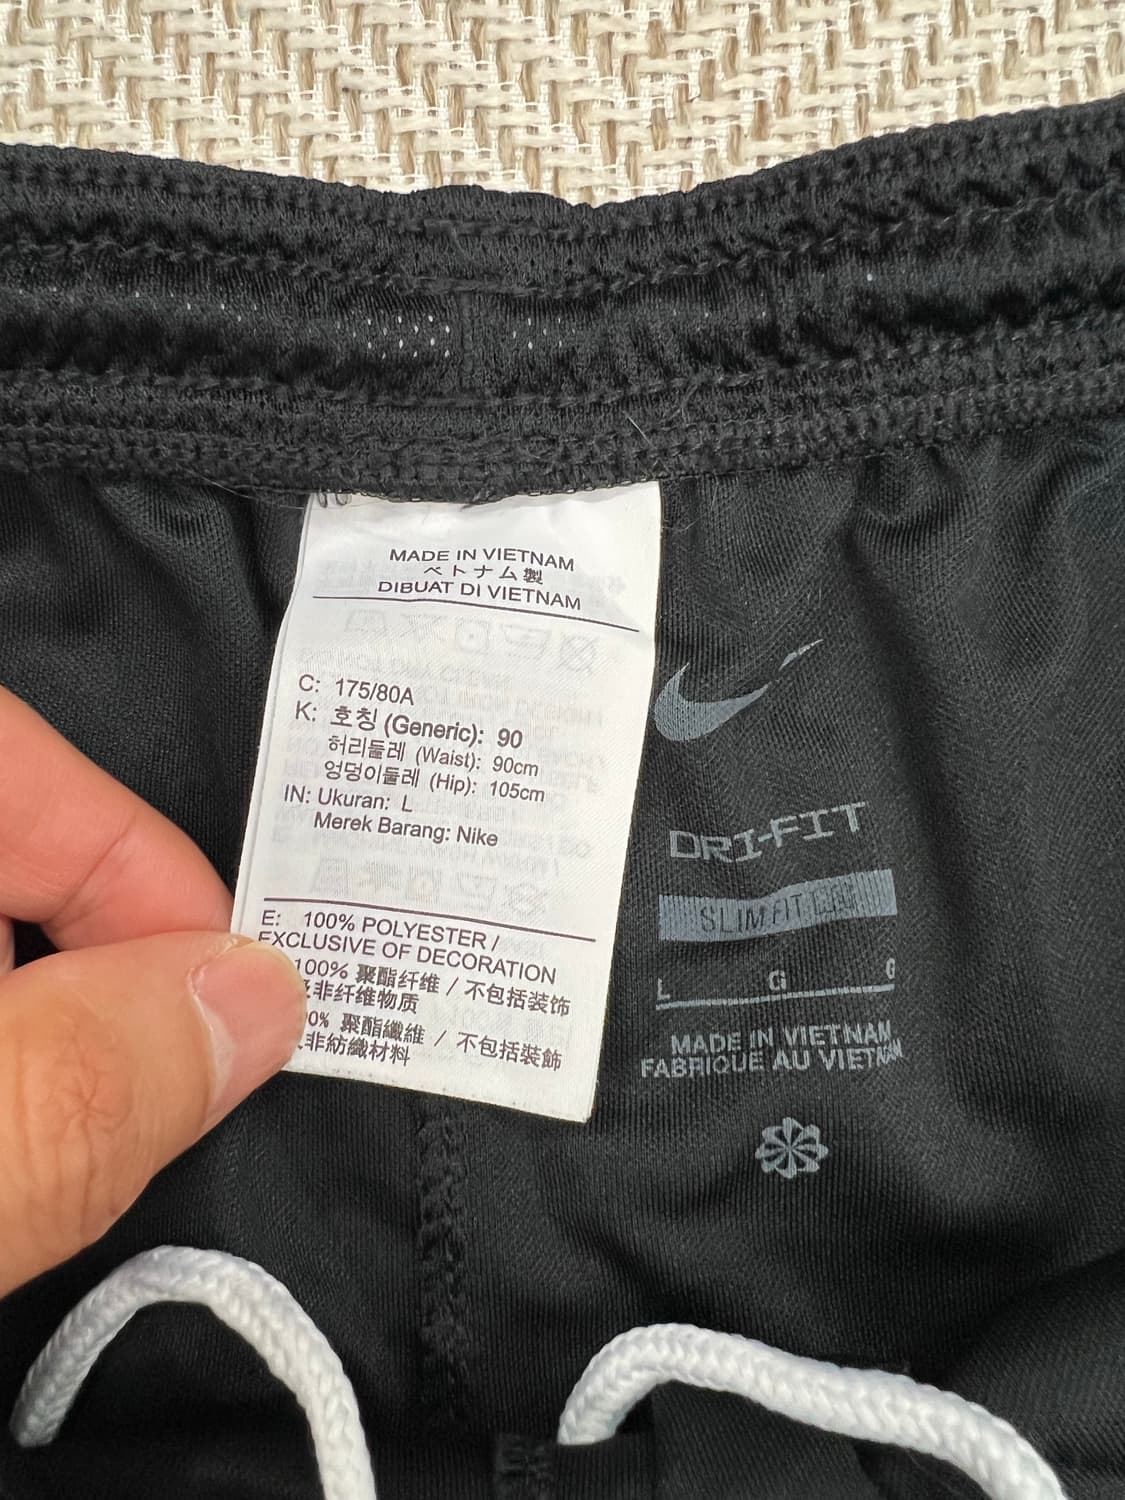 MADE IN VIETNAM
ベトナム製
DIBUAT DI VIETNAM
C: 175/80A
K: 호칭 (Generic): 90
허리둘레 (Waist): 90cm
엉덩이둘레 (Hip): 105cm
IN: Ukuran: L
Merek Barang: Nike
E: 100% POLYESTER /
EXCLUSIVE OF DECORATION
100% 聚酯纤维 / 不包括装饰
及非纤维物质
0% 聚酯纖維 / 不包括裝飾
非紡織材料
DRI-FIT
SLIM FIT
L G G
MADE IN VIETNAM
FABRIQUE AU VIETNAM